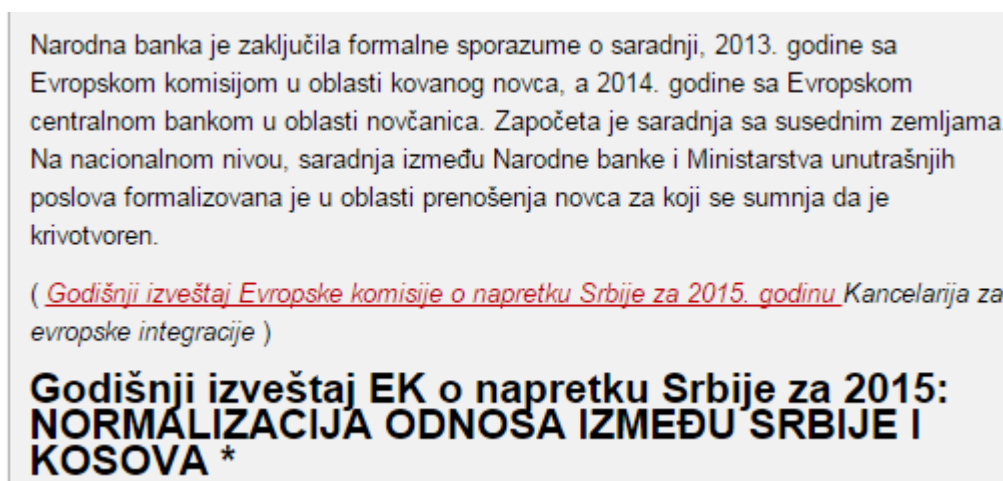 Narodna banka je zaključila formalne sporazume o saradnji, 2013. godine sa
Evropskom komisijom u oblasti kovanog novca, a 2014. godine sa Evropskom
centralnom bankom u oblasti novčanica. Započeta je saradnja sa susednim zemljama
Na nacionalnom nivou, saradnja između Narodne banke i Ministarstva unutrašnjih
poslova formalizovana je u oblasti prenošenja novca za koji se sumnja da je
krivotvoren.
( Godišnji izveštaj Evropske komisije o napretku Srbije za 2015. godinu Kancelarija za
evropske integracije )
Godišnji izveštaj EK o napretku Srbije za 2015:
NORMALIZACIJA ODNOSA IZMEĐU SRBIJE I
KOSOVA *